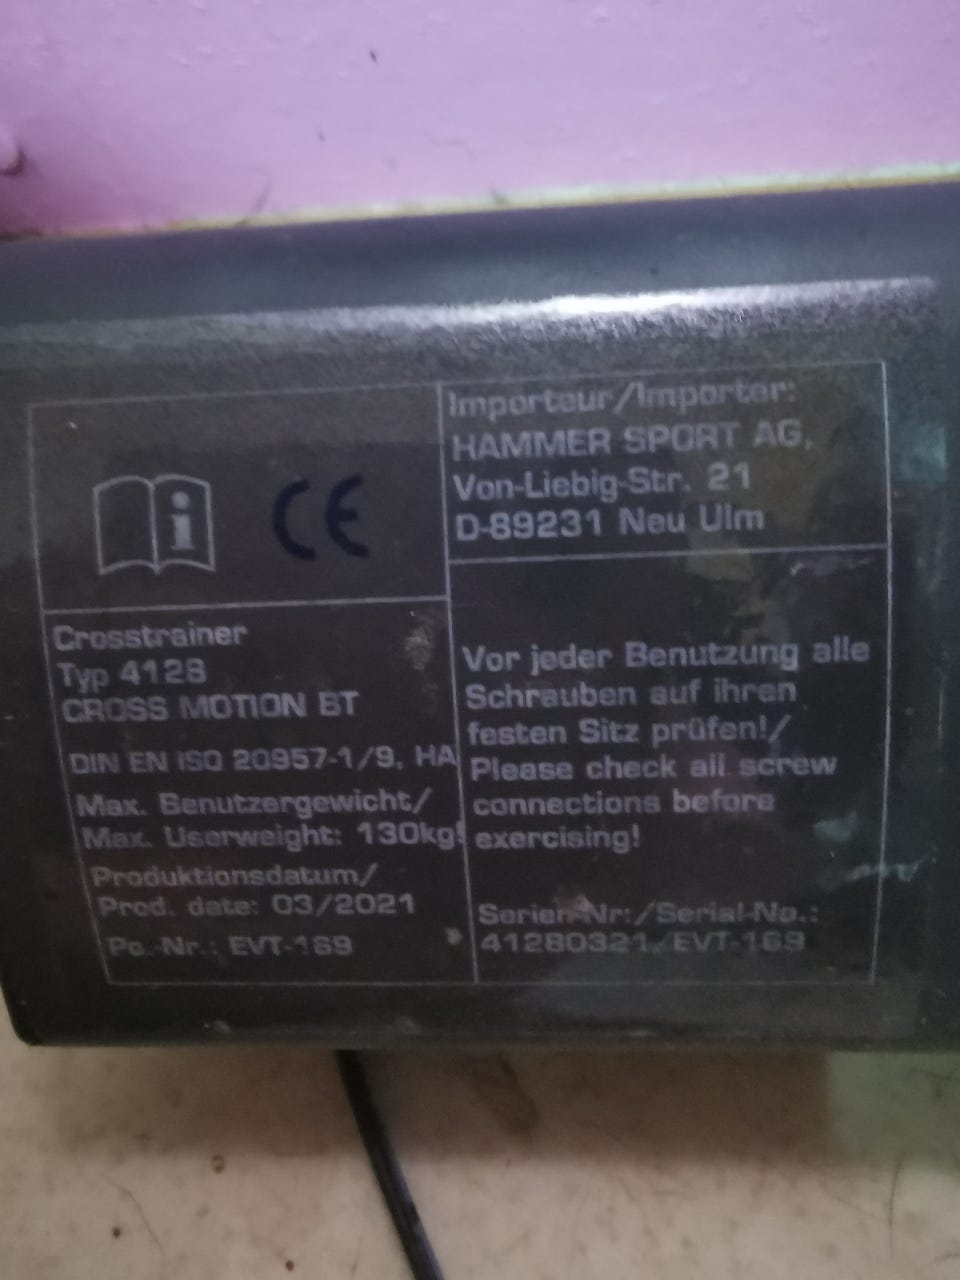 Importeur/Importer:
HAMMER SPORT AG,
Von-Liebig-Str. 21
D-89231 Neu Ulm
CE
Crosstrainer
Typ 4128
CROSS MOTION BT
DIN EN ISO 20957-1/9, HA
Max. Benutzergewicht/
Max. Userweight: 130kg!
Produktionsdatum/
Prod. date: 03/2021
Po.-Nr.: EVT-169
Vor jeder Benutzung alle
Schrauben auf ihren
festen Sitz prüfen!/
Please check all screw
connections before
exercising!
Serien-Nr:/Serial-No.:
41280321/EVT-169